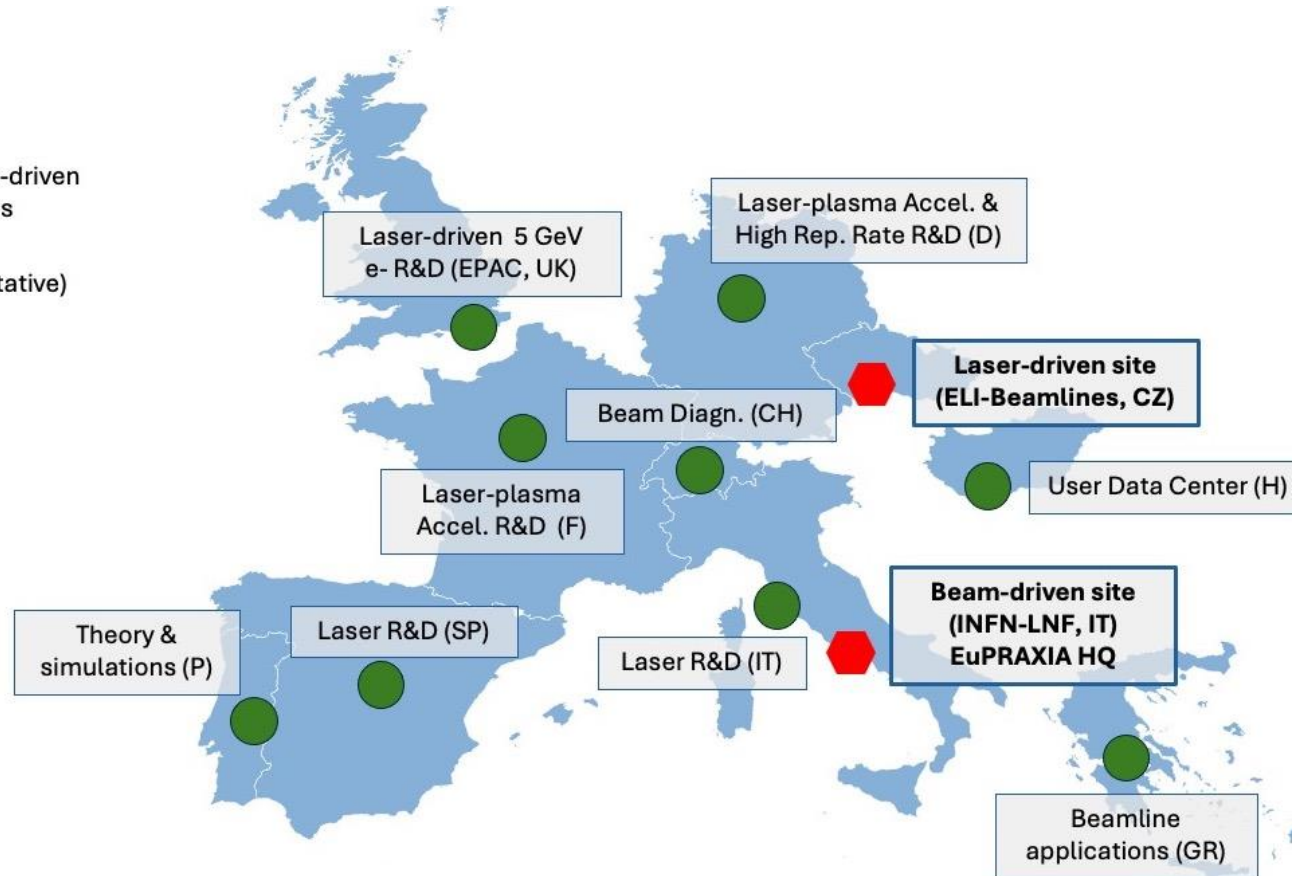 -driven
s
tative)
Laser-driven 5 GeV
e- R&D (EPAC, UK)
Laser-plasma Accel. &
High Rep. Rate R&D (D)
Laser-driven site
(ELI-Beamlines, CZ)
Beam Diagn. (CH)
User Data Center (H)
Laser-plasma
Accel. R&D (F)
Beam-driven site
(INFN-LNF, IT)
EuPRAXIA HQ
Theory &
simulations (P)
Laser R&D (SP)
Laser R&D (IT)
Beamline
applications (GR)